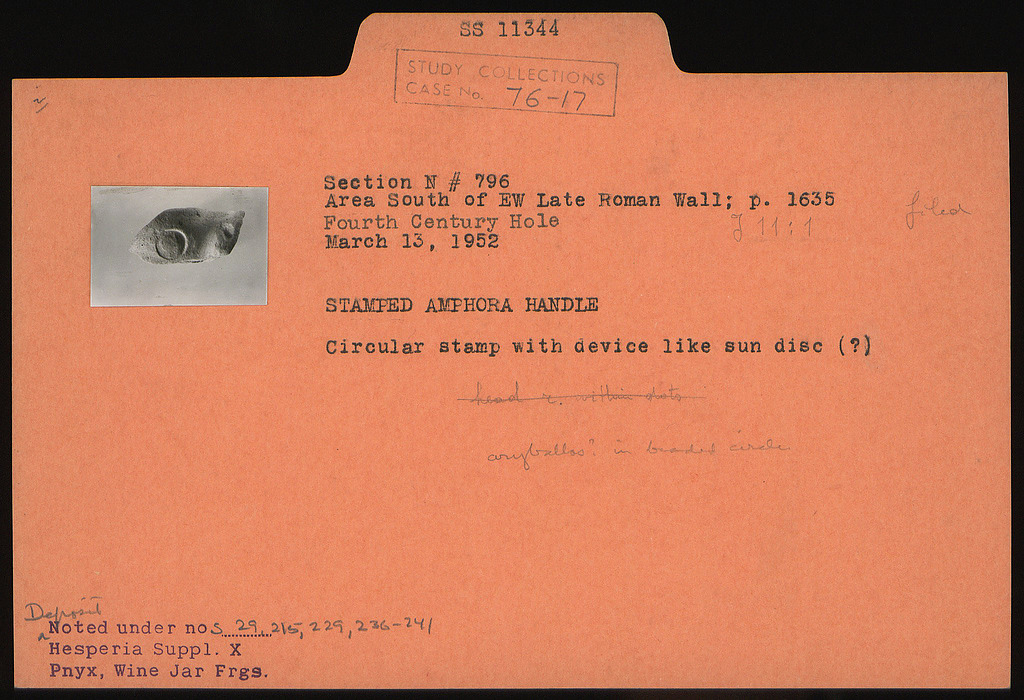 SS 11344
STUDY COLLECTIONS
CASE No. 76-17
Section N # 796
Area South of EW Late Roman Wall; p. 1635
filed
Fourth Century Hole
J 11:1
March 13, 1952
STAMPED AMPHORA HANDLE
Circular stamp with device like sun disc (?)
head r. within dots
aryballos? in beaded circle
Deposit
Noted under nos 29, 215, 229, 236-241
Hesperia Suppl. X
Pnyx, Wine Jar Frgs.